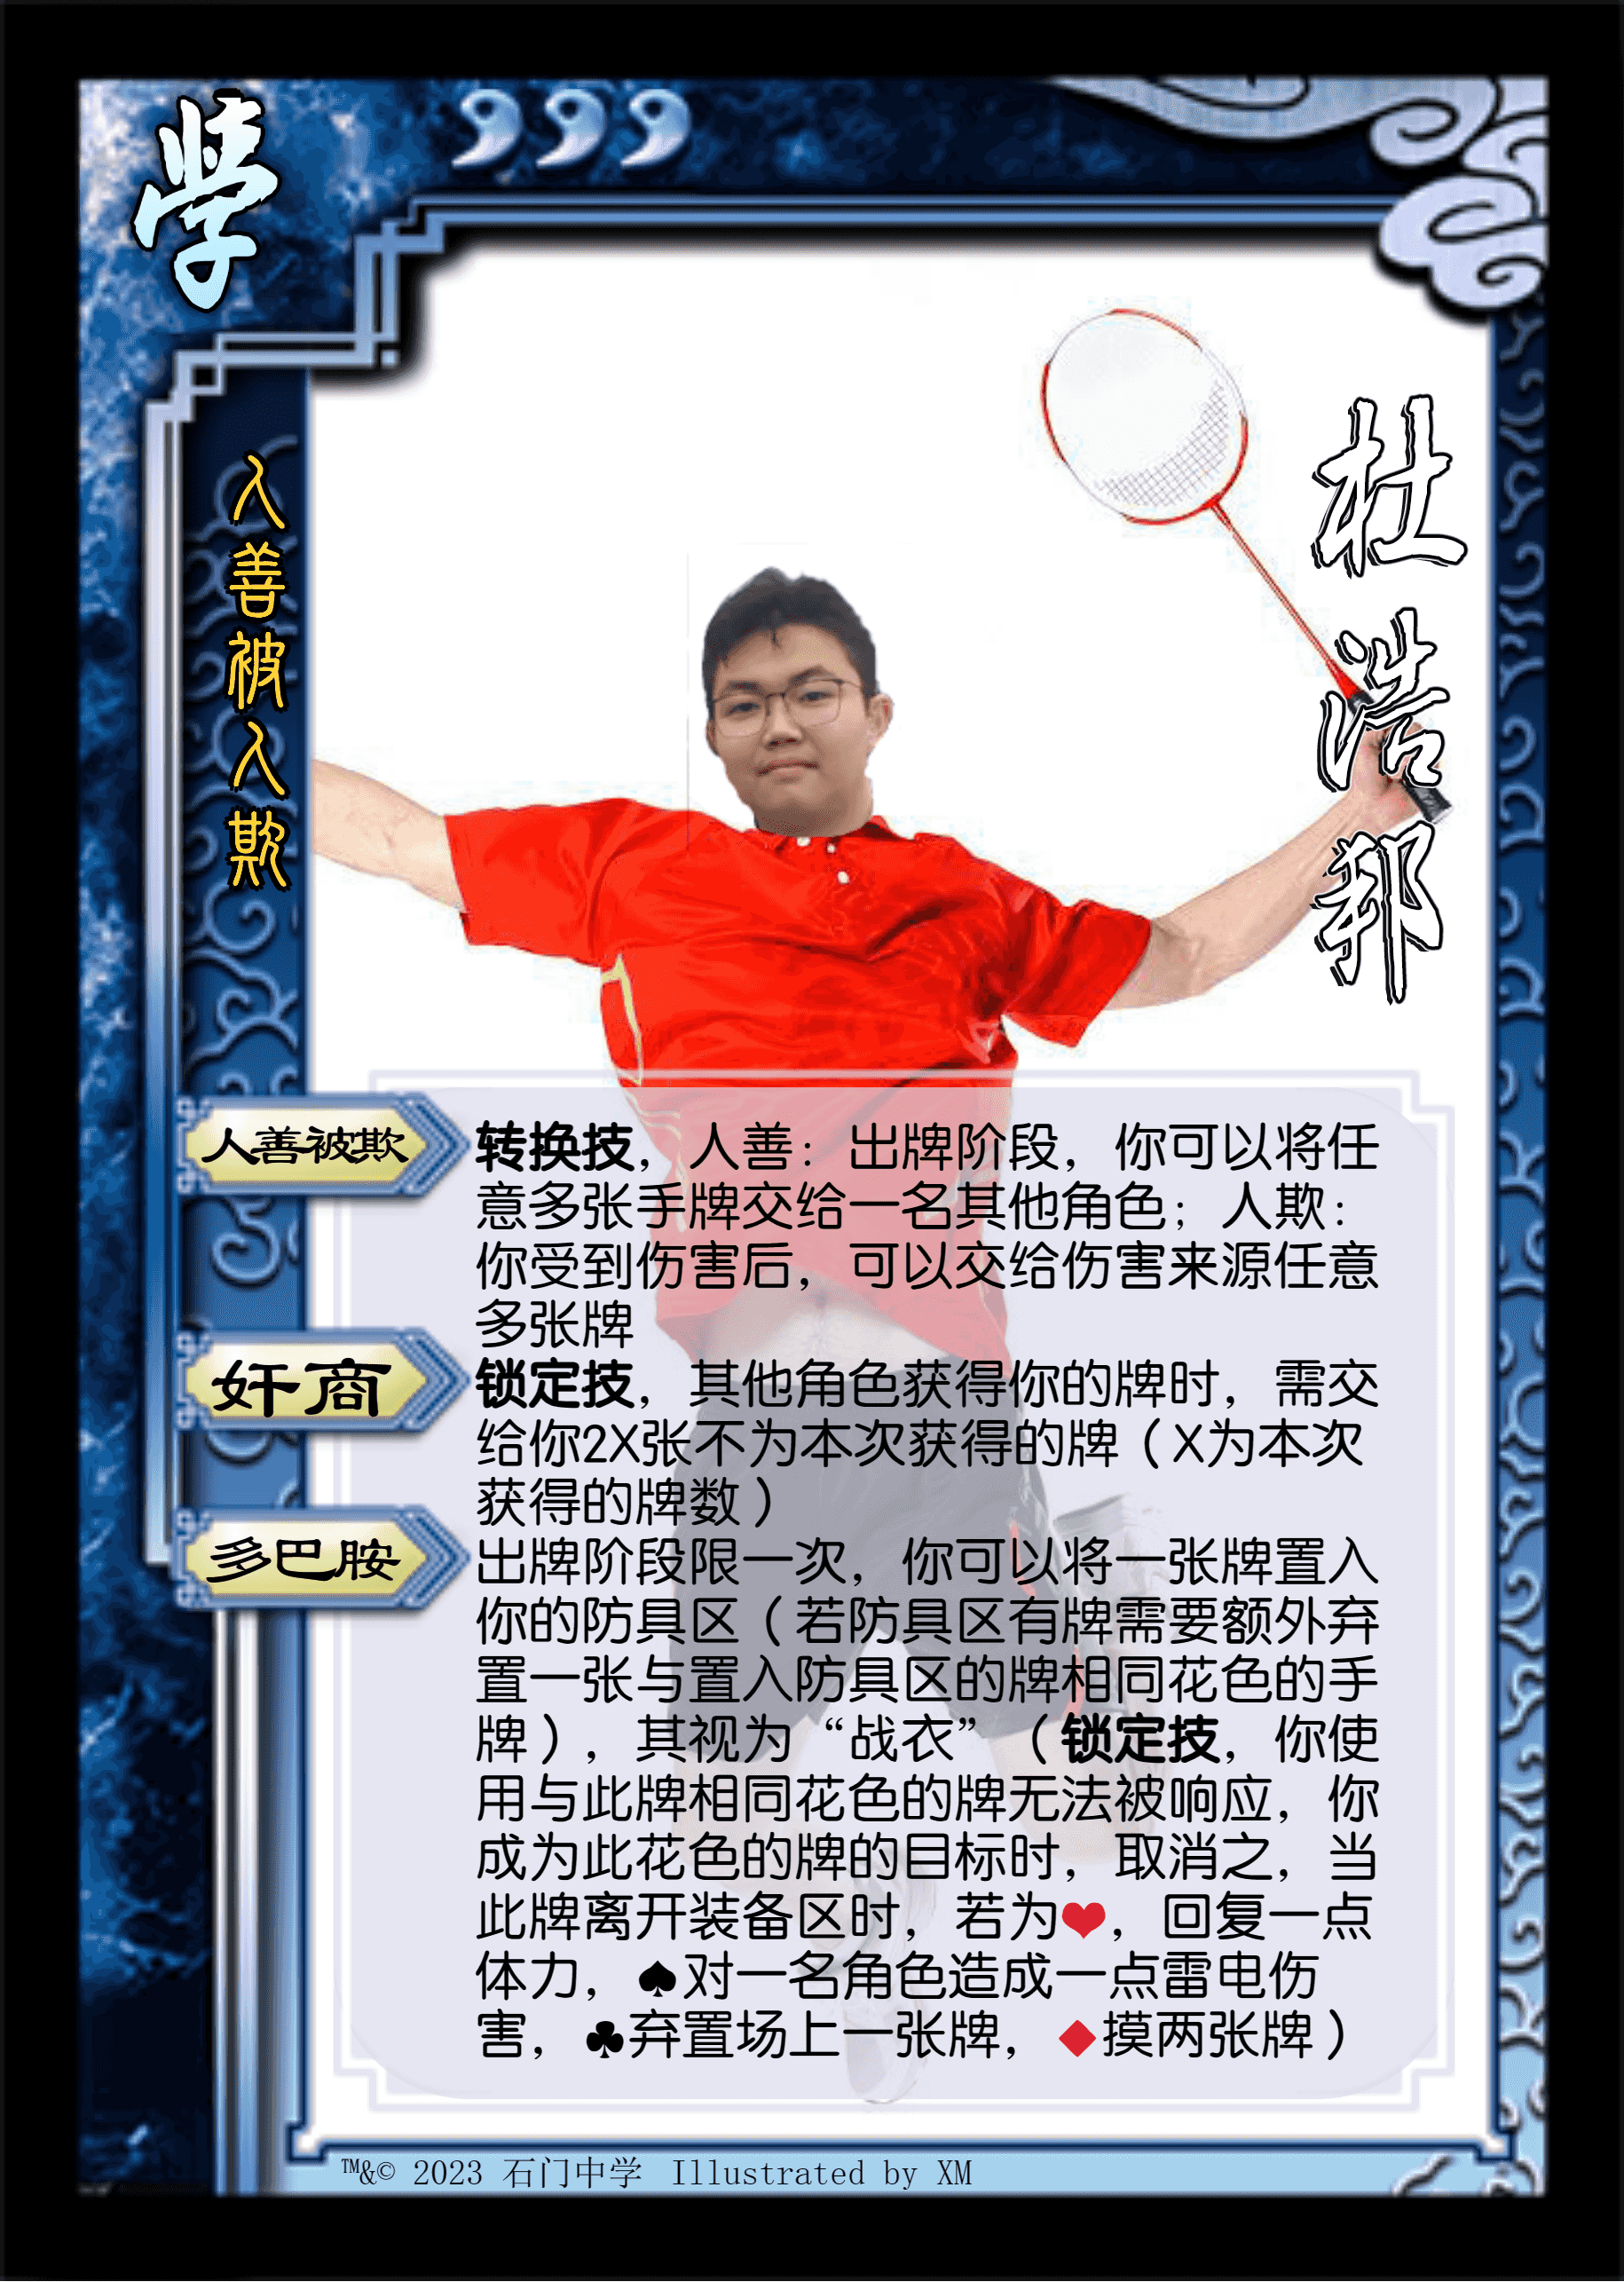 學
人善被人欺
杜浩邦
人善被欺
转换技，人善：出牌阶段，你可以将任
意多张手牌交给一名其他角色；人欺：
你受到伤害后，可以交给伤害来源任意
多张牌
奸商
锁定技，其他角色获得你的牌时，需交
给你2X张不为本次获得的牌（X为本次
获得的牌数）
多巴胺
出牌阶段限一次，你可以将一张牌置入
你的防具区（若防具区有牌需要额外弃
置一张与置入防具区的牌相同花色的手
牌），其视为“战衣”（锁定技，你使
用与此牌相同花色的牌无法被响应，你
成为此花色的牌的目标时，取消之，当
此牌离开装备区时，若为♥，回复一点
体力，♠对一名角色造成一点雷电伤
害，♣弃置场上一张牌，♦摸两张牌）
™&© 2023 石门中学 Illustrated by XM